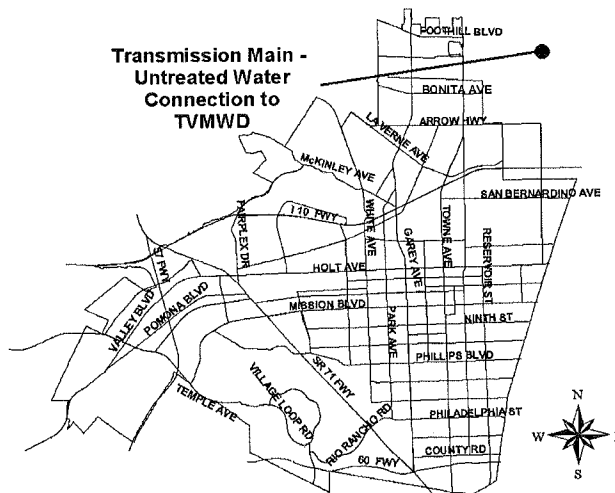 FOOTHILL BLVD
Transmission Main -
Untreated Water
Connection to
TVMWD
BONITA AVE
ARROW HWY
LA VERNE AVE
McKINLEY AVE
SAN BERNARDINO AVE
I 10 FWY
FAIRPLEX DR
WHITE AVE
GAREY AVE
TOWNE AVE
RESERVOIR ST
57 FWY
HOLT AVE
VALLEY BLVD
POMONA BLVD
MISSION BLVD
PARK AVE
NINTH ST
SR 71 FWY
PHILLIPS BLVD
TEMPLE AVE
VILLAGE LOOP RD
RIO RANCHO RD
PHILADELPHIA ST
COUNTY RD
60 FWY
N
W
S